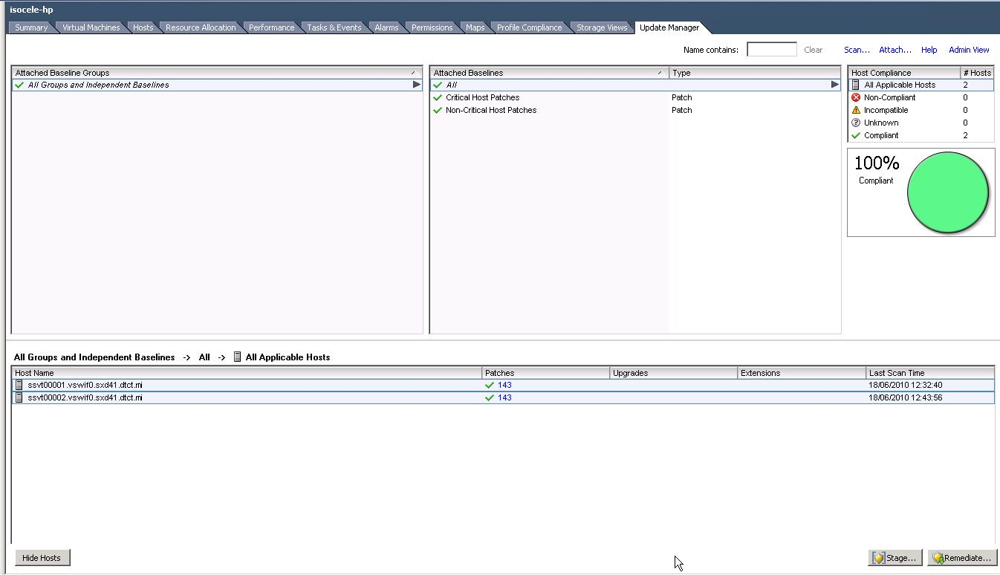 isocele-hp
Summary Virtual Machines Hosts Resource Allocation Performance Tasks & Events Alarms Permissions Maps Profile Compliance Storage Views Update Manager
Name contains: Clear Scan... Attach... Help Admin View
Attached Baseline Groups
All Groups and Independent Baselines
Attached Baselines Type
All
Critical Host Patches Patch
Non-Critical Host Patches Patch
Host Compliance # Hosts
All Applicable Hosts 2
Non-Compliant 0
Incompatible 0
Unknown 0
Compliant 2
100%
Compliant
All Groups and Independent Baselines -> All -> All Applicable Hosts
Host Name Patches Upgrades Extensions Last Scan Time
ssvt00001.vswif0.sxd41.dtct.mi 143 18/06/2010 12:32:40
ssvt00002.vswif0.sxd41.dtct.mi 143 18/06/2010 12:43:56
Hide Hosts Stage... Remediate...